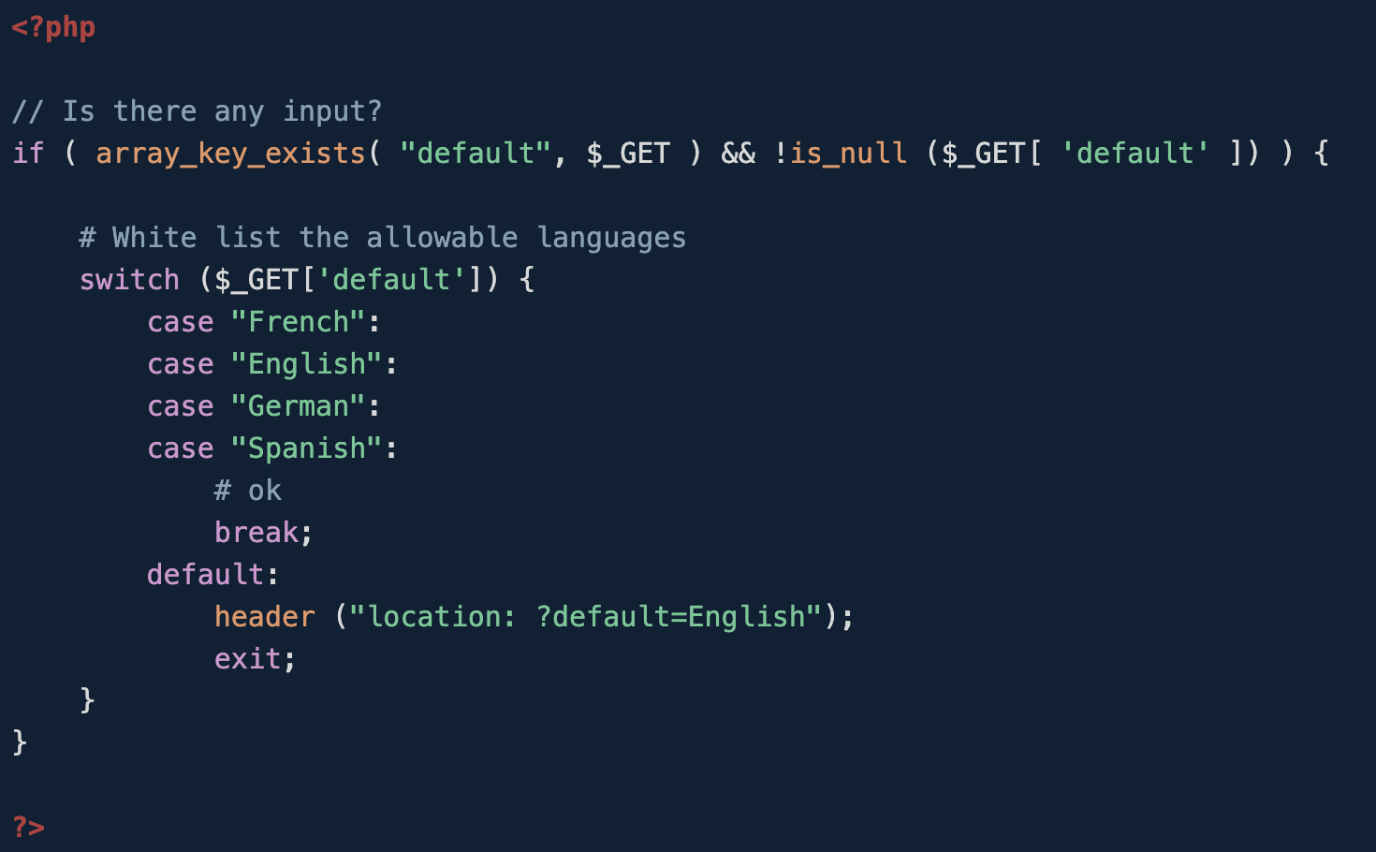 <?php
// Is there any input?
if ( array_key_exists( "default", $_GET ) && !is_null ($_GET[ 'default' ]) ) {
# White list the allowable languages
switch ($_GET['default']) {
case "French":
case "English":
case "German":
case "Spanish":
# ok
break;
default:
header ("location: ?default=English");
exit;
}
}
?>